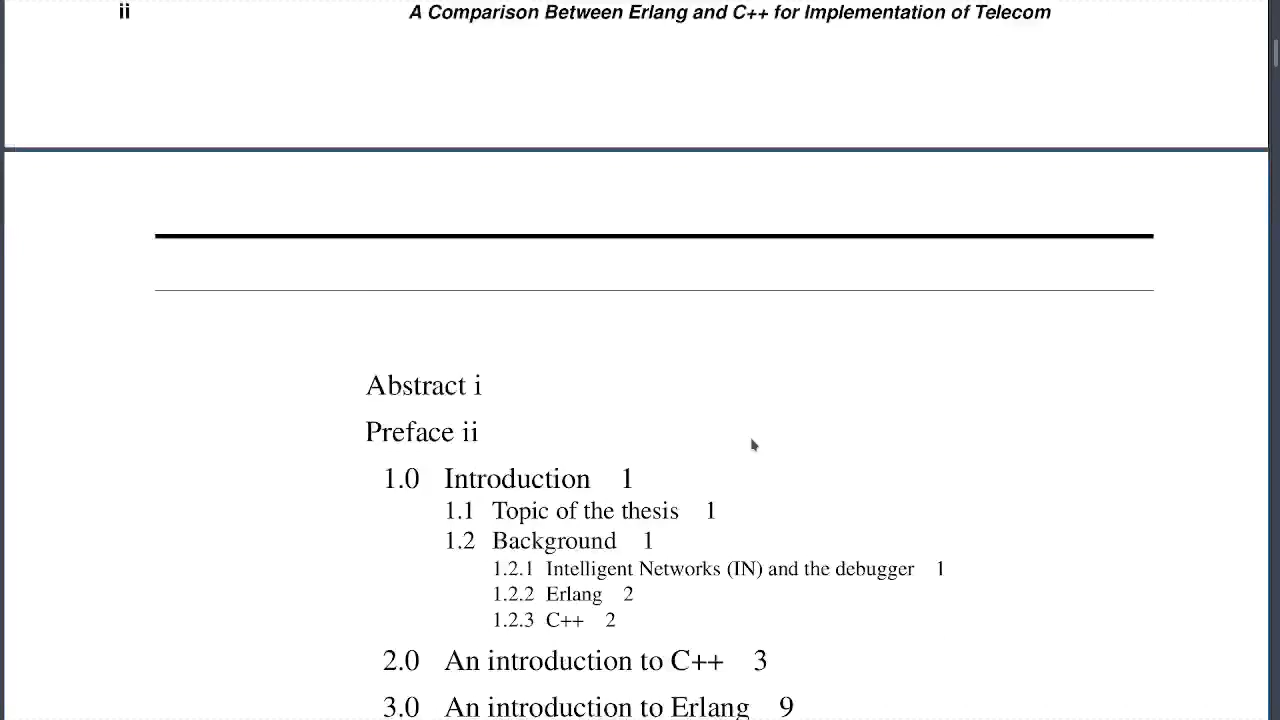 ii A Comparison Between Erlang and C++ for Implementation of Telecom
Abstract i
Preface ii
1.0 Introduction 1
1.1 Topic of the thesis 1
1.2 Background 1
1.2.1 Intelligent Networks (IN) and the debugger 1
1.2.2 Erlang 2
1.2.3 C++ 2
2.0 An introduction to C++ 3
3.0 An introduction to Erlang 9